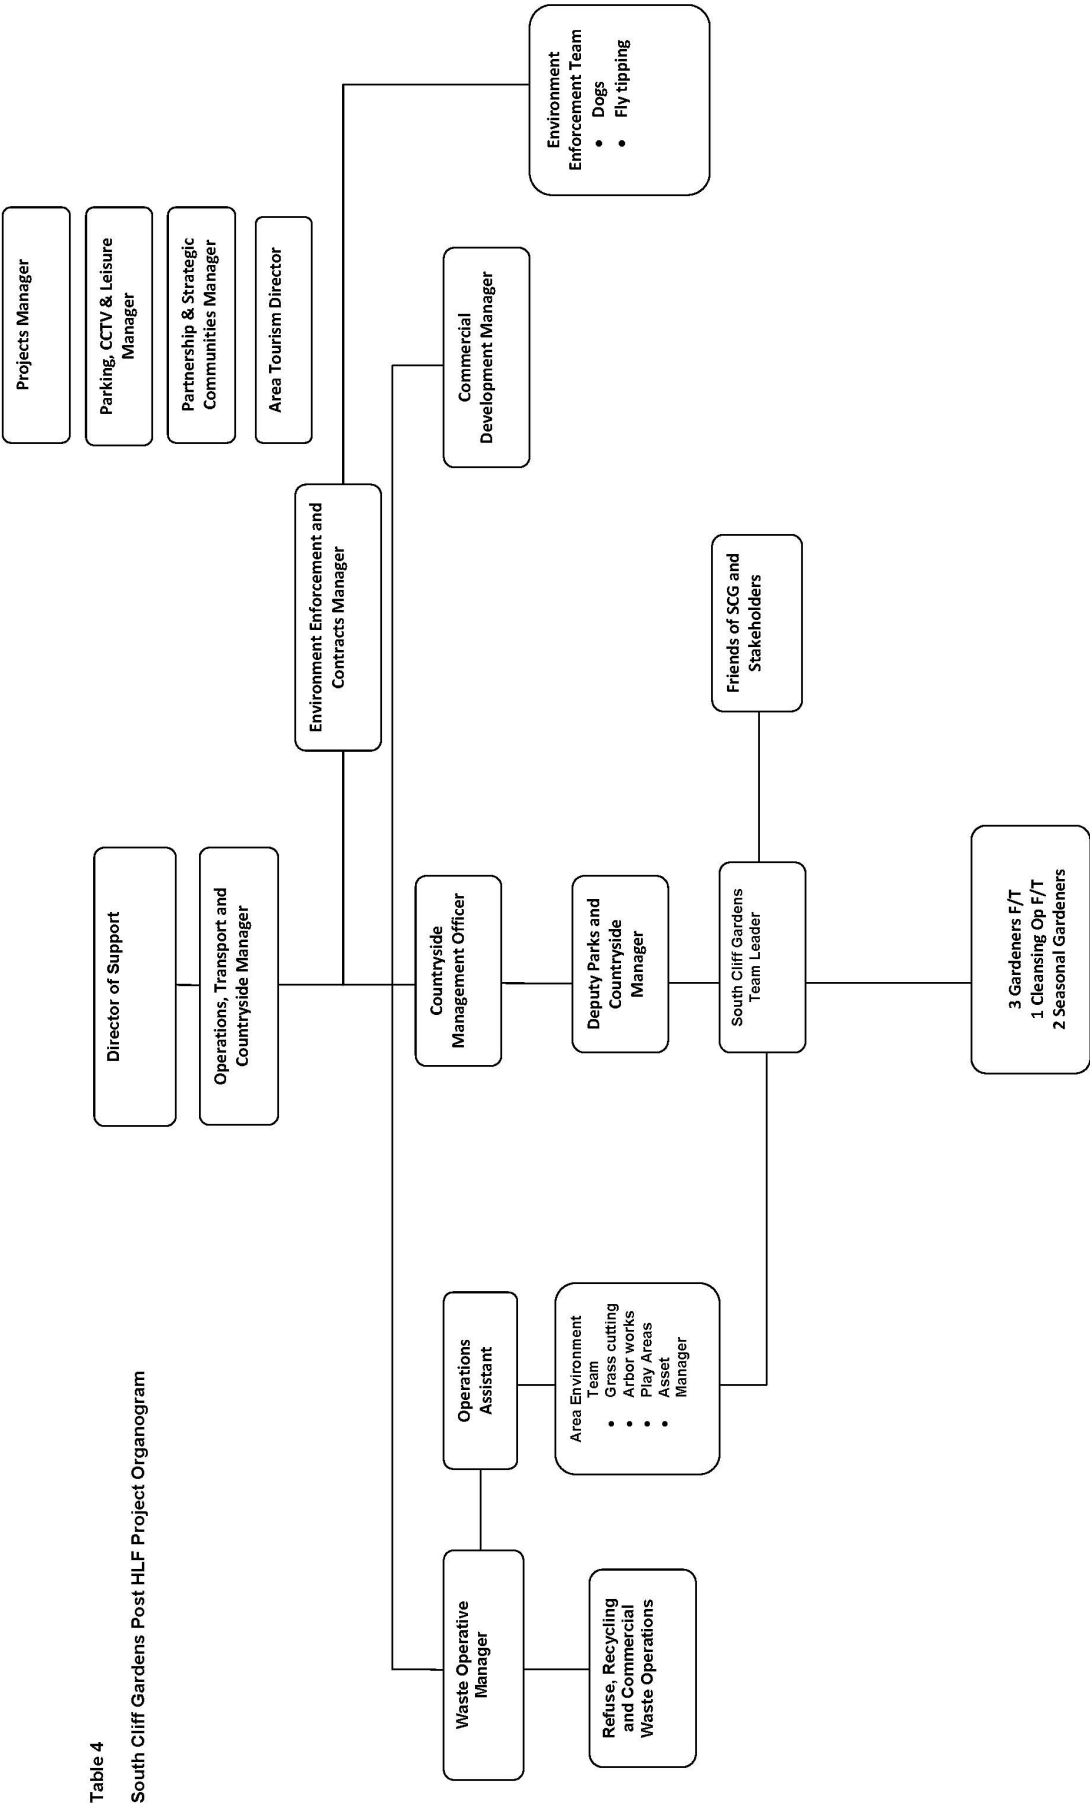 Table 4
South Cliff Gardens Post HLF Project Organogram
Director of Support
Operations, Transport and
Countryside Manager
Projects Manager
Parking, CCTV & Leisure
Manager
Partnership & Strategic
Communities Manager
Area Tourism Director
Environment Enforcement and
Contracts Manager
Waste Operative
Manager
Operations
Assistant
Countryside
Management Officer
Commercial
Development Manager
Environment
Enforcement Team
• Dogs
• Fly tipping
Refuse, Recycling
and Commercial
Waste Operations
Area Environment
Team
• Grass cutting
• Arbor works
• Play Areas
• Asset
Manager
Deputy Parks and
Countryside
Manager
South Cliff Gardens
Team Leader
Friends of SCG and
Stakeholders
3 Gardeners F/T
1 Cleansing Op F/T
2 Seasonal Gardeners